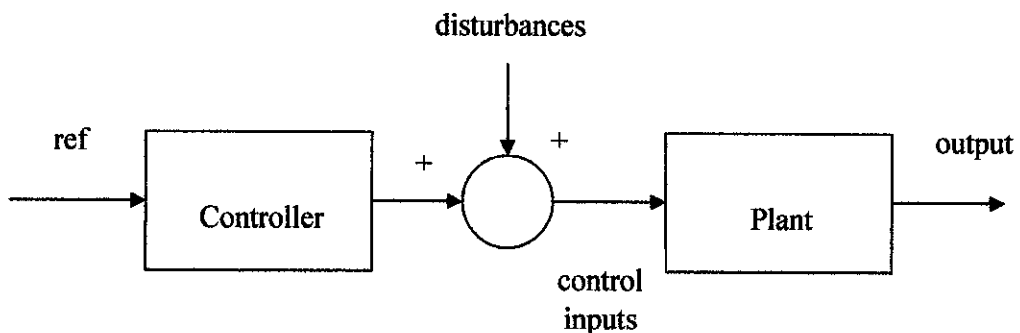 disturbances
ref
+
+
output
Controller
Plant
control
inputs